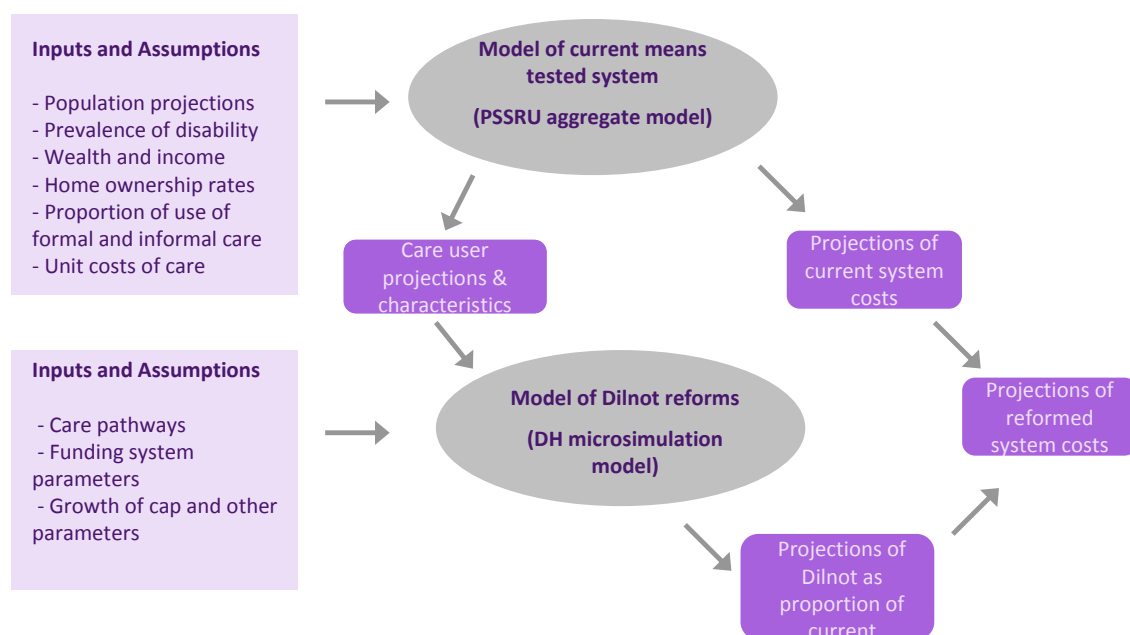 Inputs and Assumptions
- Population projections
- Prevalence of disability
- Wealth and income
- Home ownership rates
- Proportion of use of
formal and informal care
- Unit costs of care
Model of current means
tested system
(PSSRU aggregate model)
Care user
projections &
characteristics
Projections of
current system
costs
Inputs and Assumptions
- Care pathways
- Funding system
parameters
- Growth of cap and other
parameters
Model of Dilnot reforms
(DH microsimulation
model)
Projections of
reformed
system costs
Projections of
Dilnot as
proportion of
current